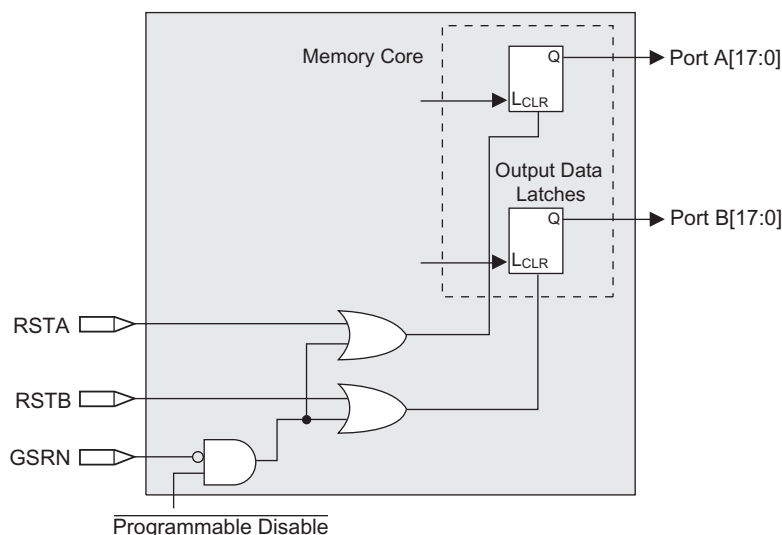 Memory Core
Q
Port A[17:0]
LCLR
Output Data
Latches
Q
Port B[17:0]
LCLR
RSTA
RSTB
GSRN
Programmable Disable